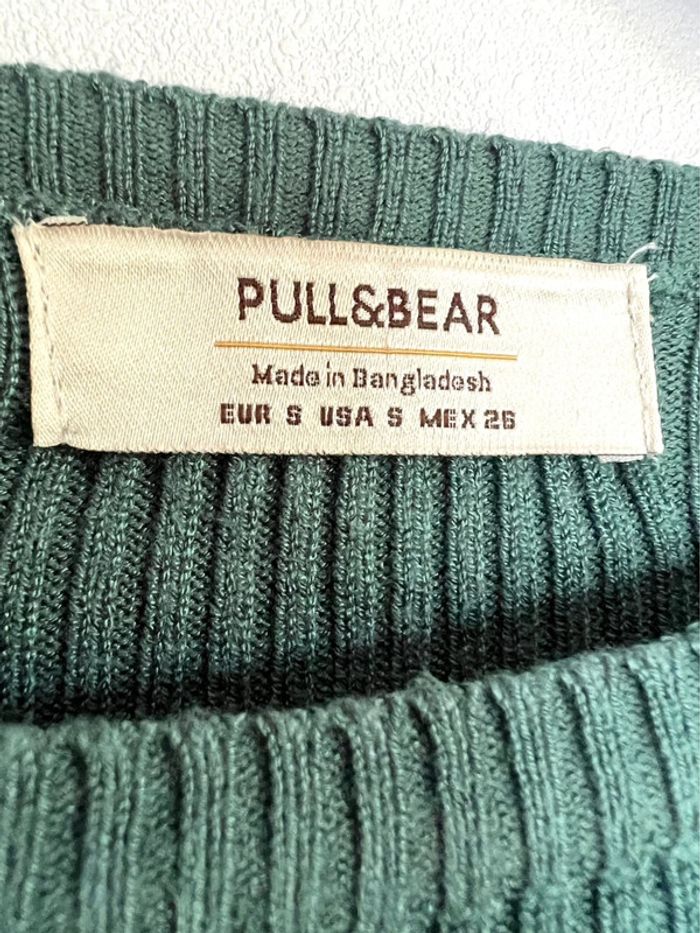 PULL&BEAR
Made in Bangladesh
EUR S USA S MEX 26